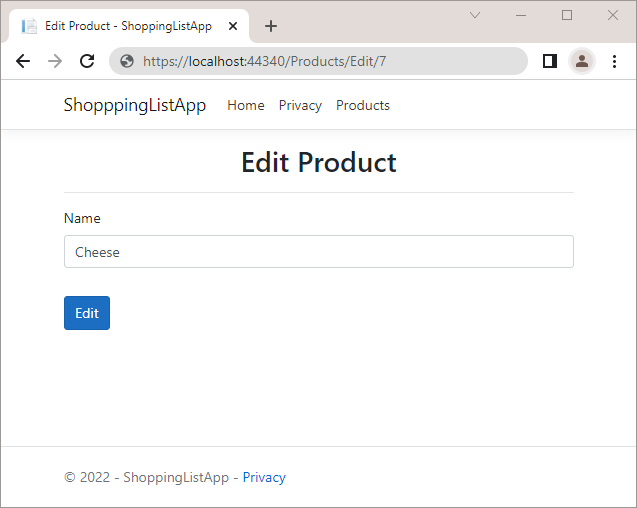 Edit Product - ShoppingListApp
https://localhost:44340/Products/Edit/7
ShopppingListApp Home Privacy Products
Edit Product
Name
Cheese
Edit
© 2022 - ShoppingListApp - Privacy